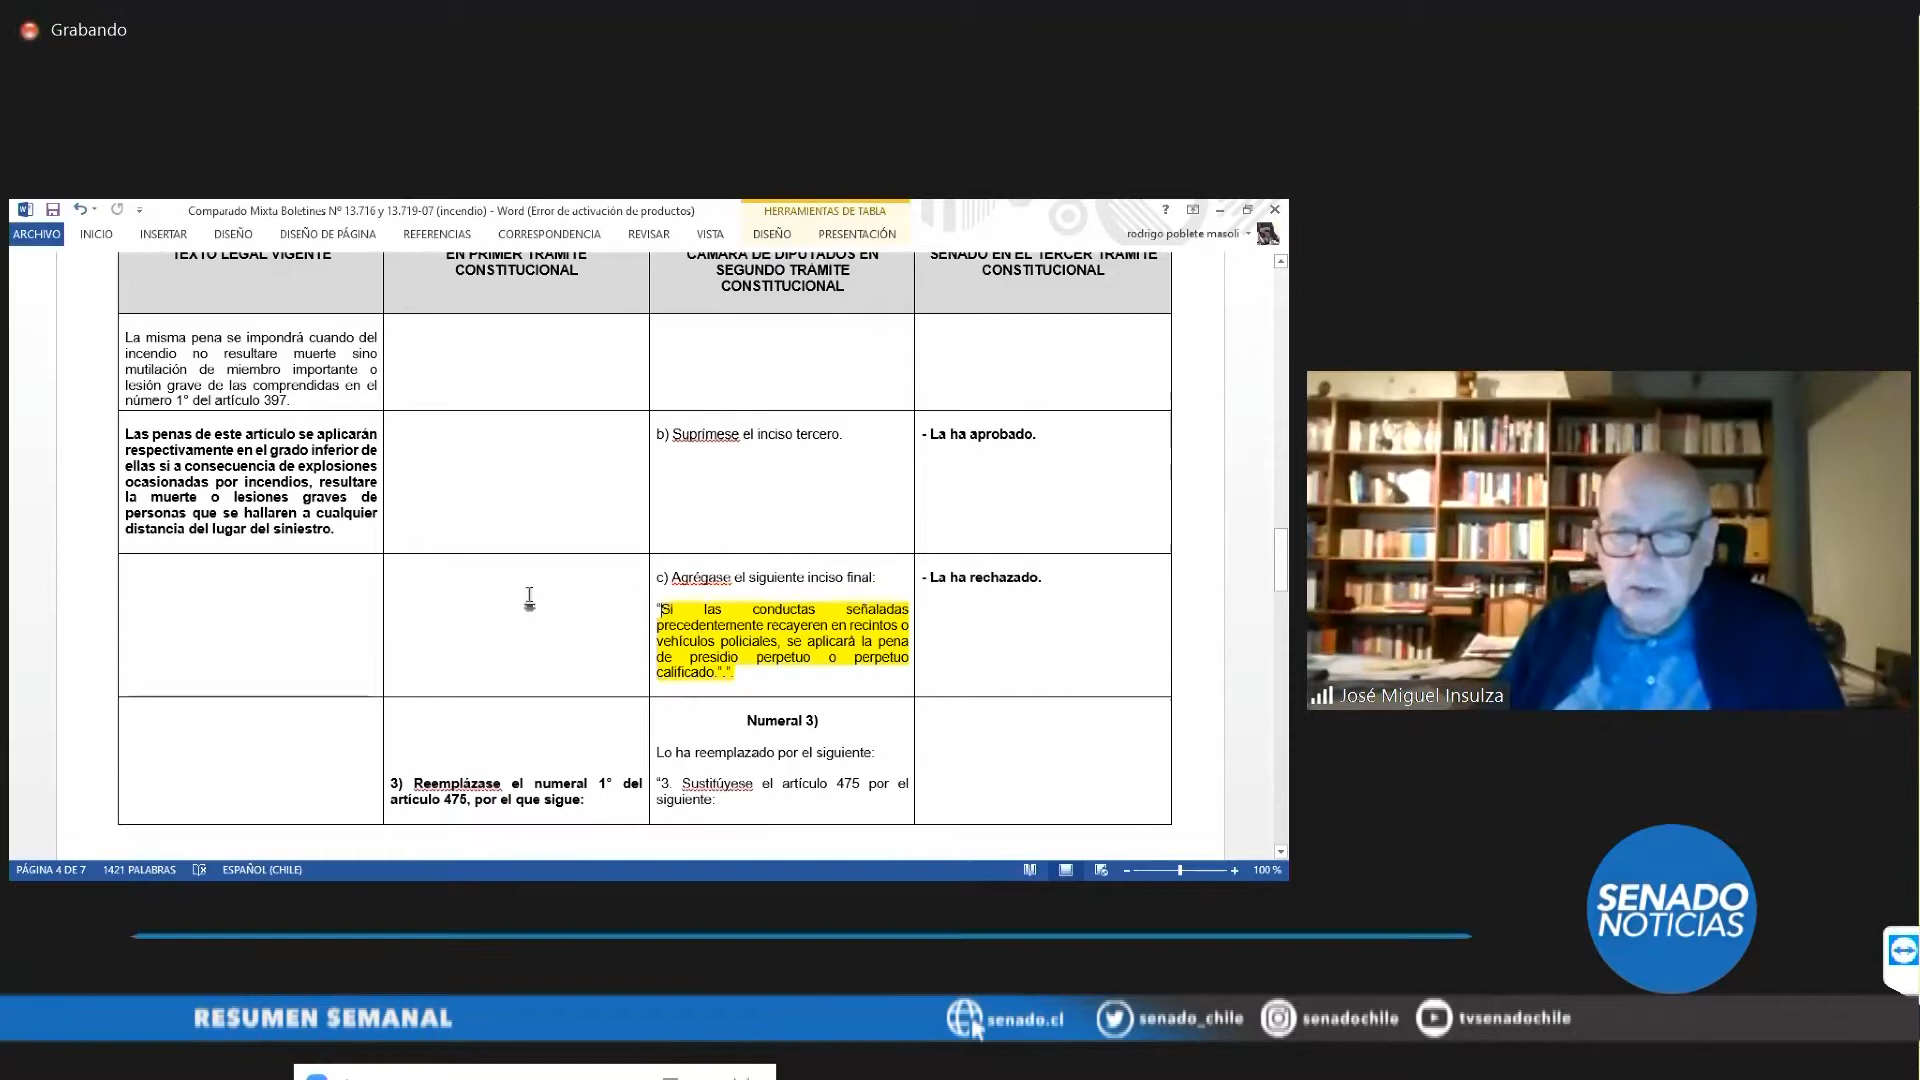 Grabando
Comparado Mixta Boletines Nº 13.716 y 13.719-07 (incendio) - Word (Error de activación de productos)
HERRAMIENTAS DE TABLA
?
ARCHIVO INICIO INSERTAR DISEÑO DISEÑO DE PÁGINA REFERENCIAS CORRESPONDENCIA REVISAR VISTA DISEÑO PRESENTACIÓN
rodrigo poblete masoli
TEXTO LEGAL VIGENTE
EN PRIMER TRÁMITE
CONSTITUCIONAL
CÁMARA DE DIPUTADOS EN
SEGUNDO TRÁMITE
CONSTITUCIONAL
SENADO EN EL TERCER TRÁMITE
CONSTITUCIONAL
La misma pena se impondrá cuando del
incendio no resultare muerte sino
mutilación de miembro importante o
lesión grave de las comprendidas en el
número 1° del artículo 397.
Las penas de este artículo se aplicarán
respectivamente en el grado inferior de
ellas si a consecuencia de explosiones
ocasionadas por incendios, resultare
la muerte o lesiones graves de
personas que se hallaren a cualquier
distancia del lugar del siniestro.
b) Suprímese el inciso tercero.
- La ha aprobado.
c) Agrégase el siguiente inciso final:
"Si las conductas señaladas
precedentemente recayeren en recintos o
vehículos policiales, se aplicará la pena
de presidio perpetuo o perpetuo
calificado.".".
- La ha rechazado.
3) Reemplázase el numeral 1° del
artículo 475, por el que sigue:
Numeral 3)
Lo ha reemplazado por el siguiente:
"3. Sustitúyese el artículo 475 por el
siguiente:
PÁGINA 4 DE 7 1421 PALABRAS ESPAÑOL (CHILE) 100 %
José Miguel Insulza
SENADO
NOTICIAS
RESUMEN SEMANAL
senado.cl senado_chile senadochile tvsenadochile